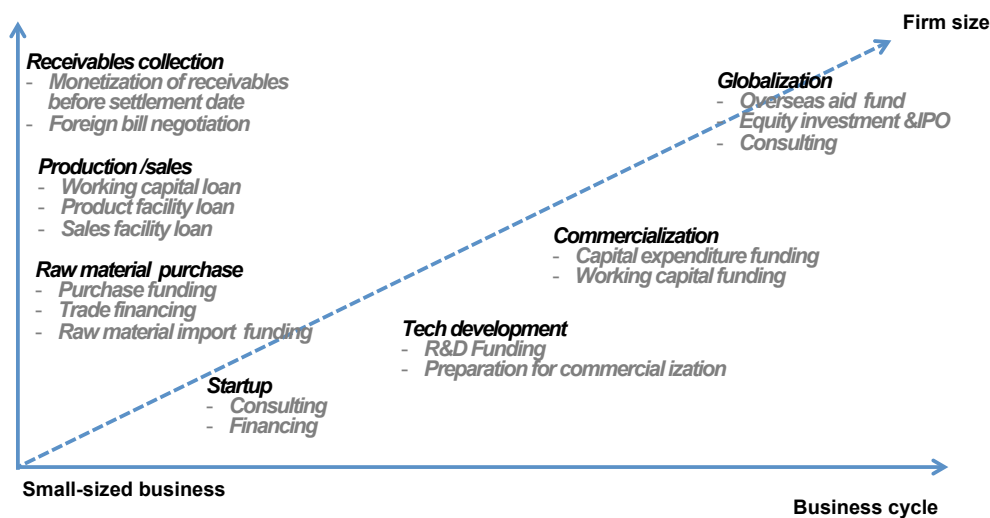 Firm size
Receivables collection
- Monetization of receivables
before settlement date
- Foreign bill negotiation
Globalization
- Overseas aid fund
- Equity investment &IPO
- Consulting
Production /sales
- Working capital loan
- Product facility loan
- Sales facility loan
Commercialization
- Capital expenditure funding
- Working capital funding
Raw material purchase
- Purchase funding
- Trade financing
- Raw material import funding
Tech development
- R&D Funding
- Preparation for commercial ization
Startup
- Consulting
- Financing
Small-sized business
Business cycle